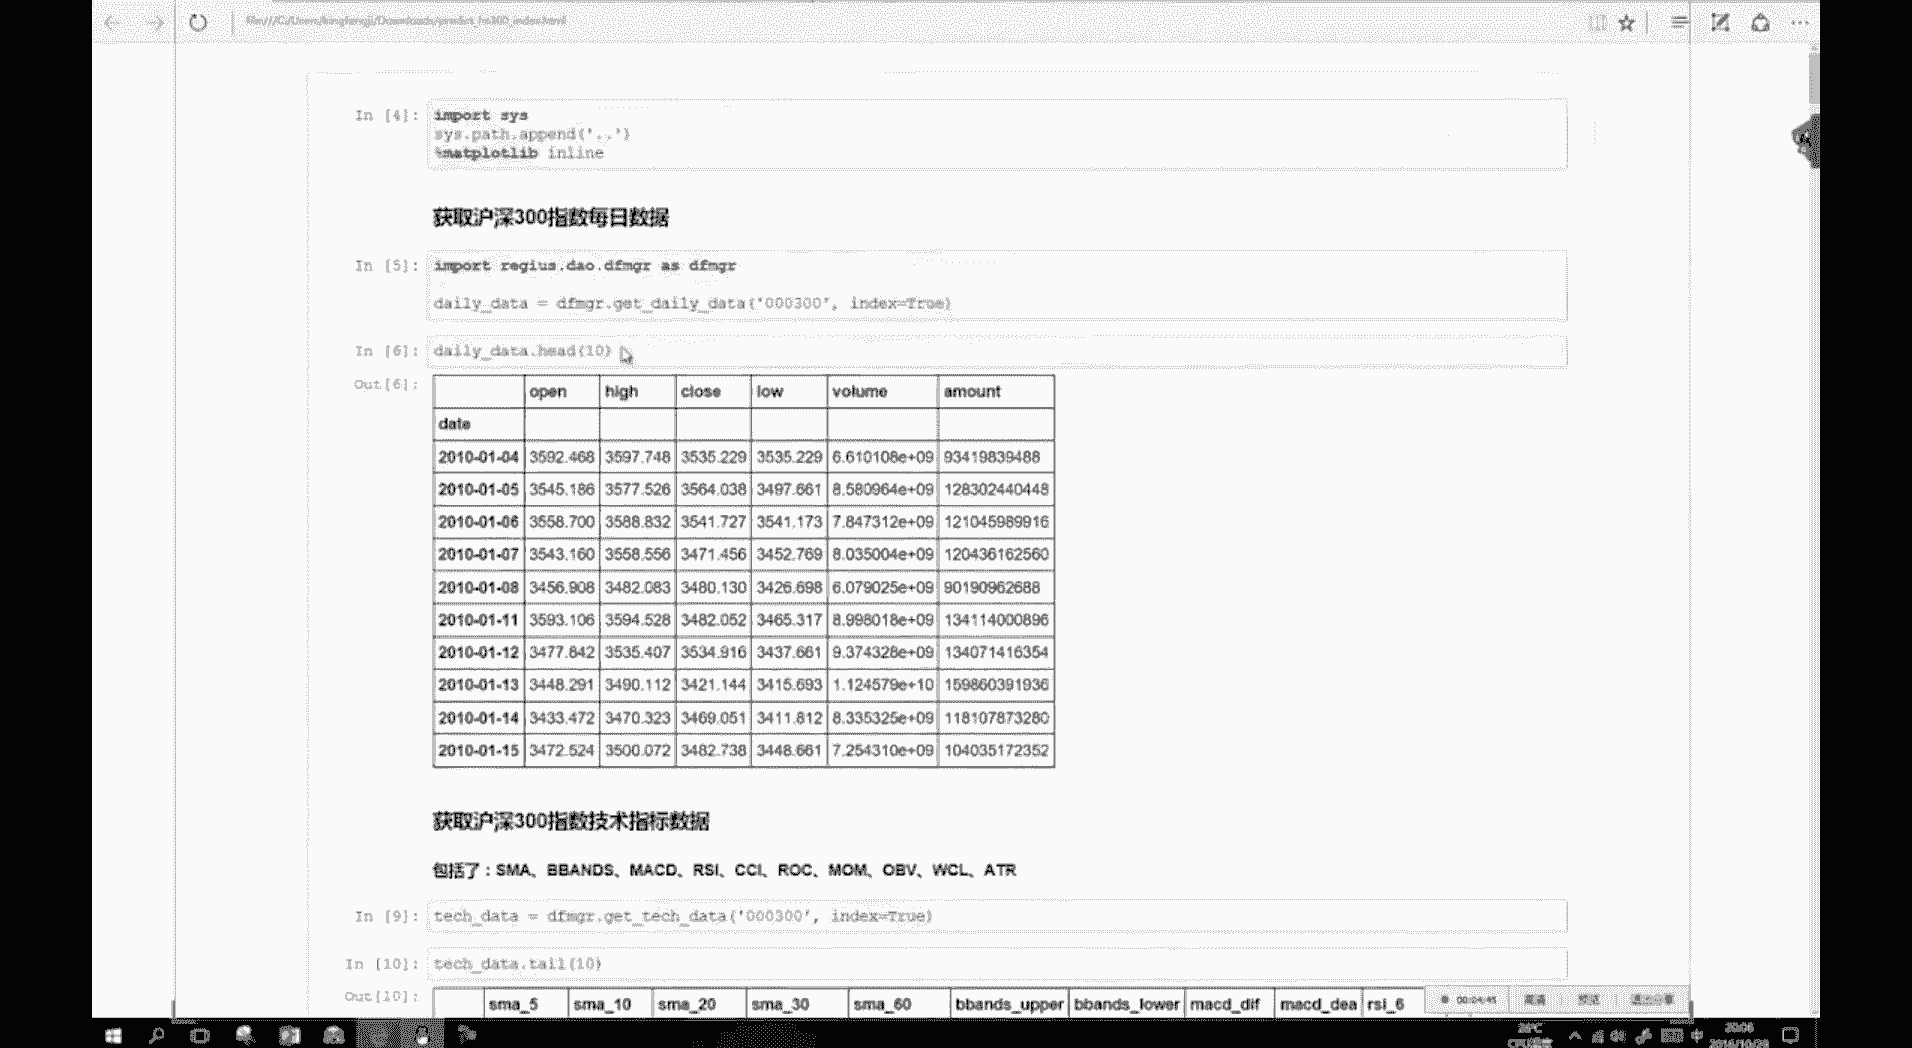 In [4]: import sys
sys.path.append('..')
%matplotlib inline
获取沪深300指数每日数据
In [5]: import regius.dao.dfmgr as dfmgr
daily_data = dfmgr.get_daily_data('000300', index=True)
In [6]: daily_data.head(10)
Out[6]:
open high close low volume amount
date
2010-01-04 3592.468 3597.748 3535.229 3535.229 6.610108e+09 93419839488
2010-01-05 3545.186 3577.526 3564.038 3497.661 8.580964e+09 128302440448
2010-01-06 3558.700 3588.832 3541.727 3541.173 7.847312e+09 121045989916
2010-01-07 3543.160 3558.556 3471.456 3452.769 8.035004e+09 120436162560
2010-01-08 3456.908 3482.083 3480.130 3426.698 6.079025e+09 90190962688
2010-01-11 3593.106 3594.528 3482.052 3465.317 8.998018e+09 134114000896
2010-01-12 3477.842 3535.407 3534.916 3437.661 9.374328e+09 134071416354
2010-01-13 3448.291 3490.112 3421.144 3415.693 1.124579e+10 159860391936
2010-01-14 3433.472 3470.323 3469.051 3411.812 8.335325e+09 118107873280
2010-01-15 3472.524 3500.072 3482.738 3448.661 7.254310e+09 104035172352
获取沪深300指数技术指标数据
包括了：SMA、BBANDS、MACD、RSI、CCI、ROC、MOM、OBV、WCL、ATR
In [9]: tech_data = dfmgr.get_tech_data('000300', index=True)
In [10]: tech_data.tail(10)
Out[10]:
sma_5 sma_10 sma_20 sma_30 sma_60 bbands_upper bbands_lower macd_dif macd_dea rsi_6
00:04:45
中
20:06